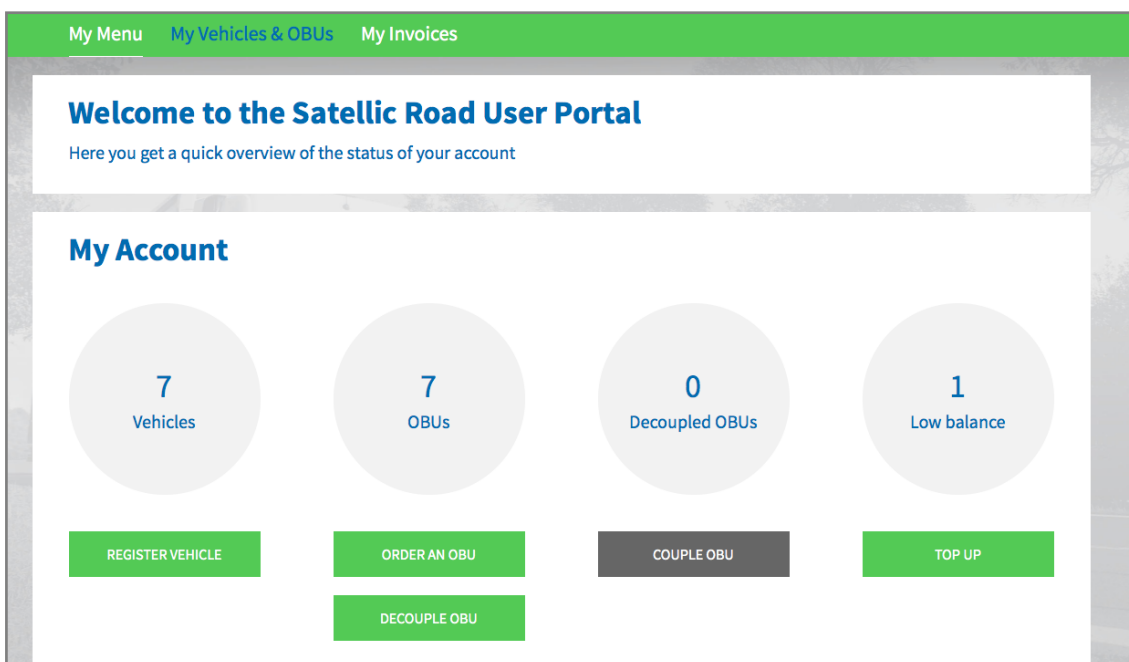 My Menu My Vehicles & OBUs My Invoices
Welcome to the Satellic Road User Portal
Here you get a quick overview of the status of your account
My Account
7 7 0 1
Vehicles OBUs Decoupled OBUs Low balance
REGISTER VEHICLE ORDER AN OBU COUPLE OBU TOP UP
DECOUPLE OBU